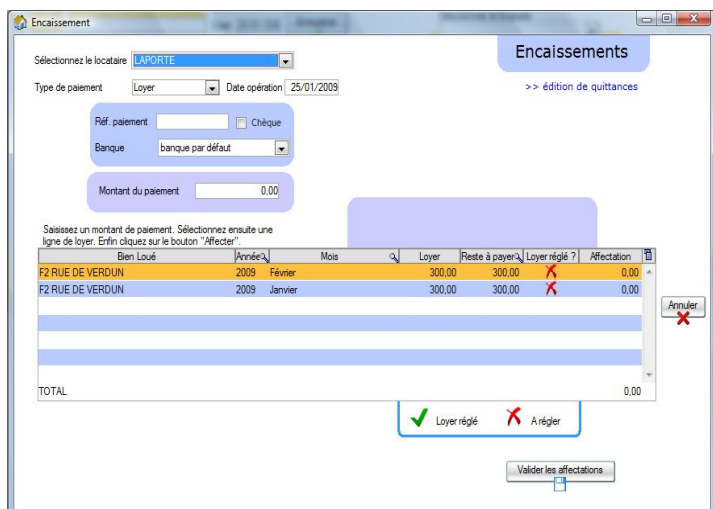 Encaissement
Encaissements
Sélectionnez le locataire LAPORTE
Type de paiement Loyer Date opération 25/01/2009
>> édition de quittances
Réf. paiement Chèque
Banque banque par défaut
Montant du paiement 0,00
Saisissez un montant de paiement. Sélectionnez ensuite une
ligne de loyer. Enfin cliquez sur le bouton "Affecter".
Bien Loué Année Mois Loyer Reste à payer Loyer réglé ? Affectation
F2 RUE DE VERDUN 2009 Février 300,00 300,00 0,00
F2 RUE DE VERDUN 2009 Janvier 300,00 300,00 0,00
Annuler
TOTAL 0,00
Loyer réglé A régler
Valider les affectations